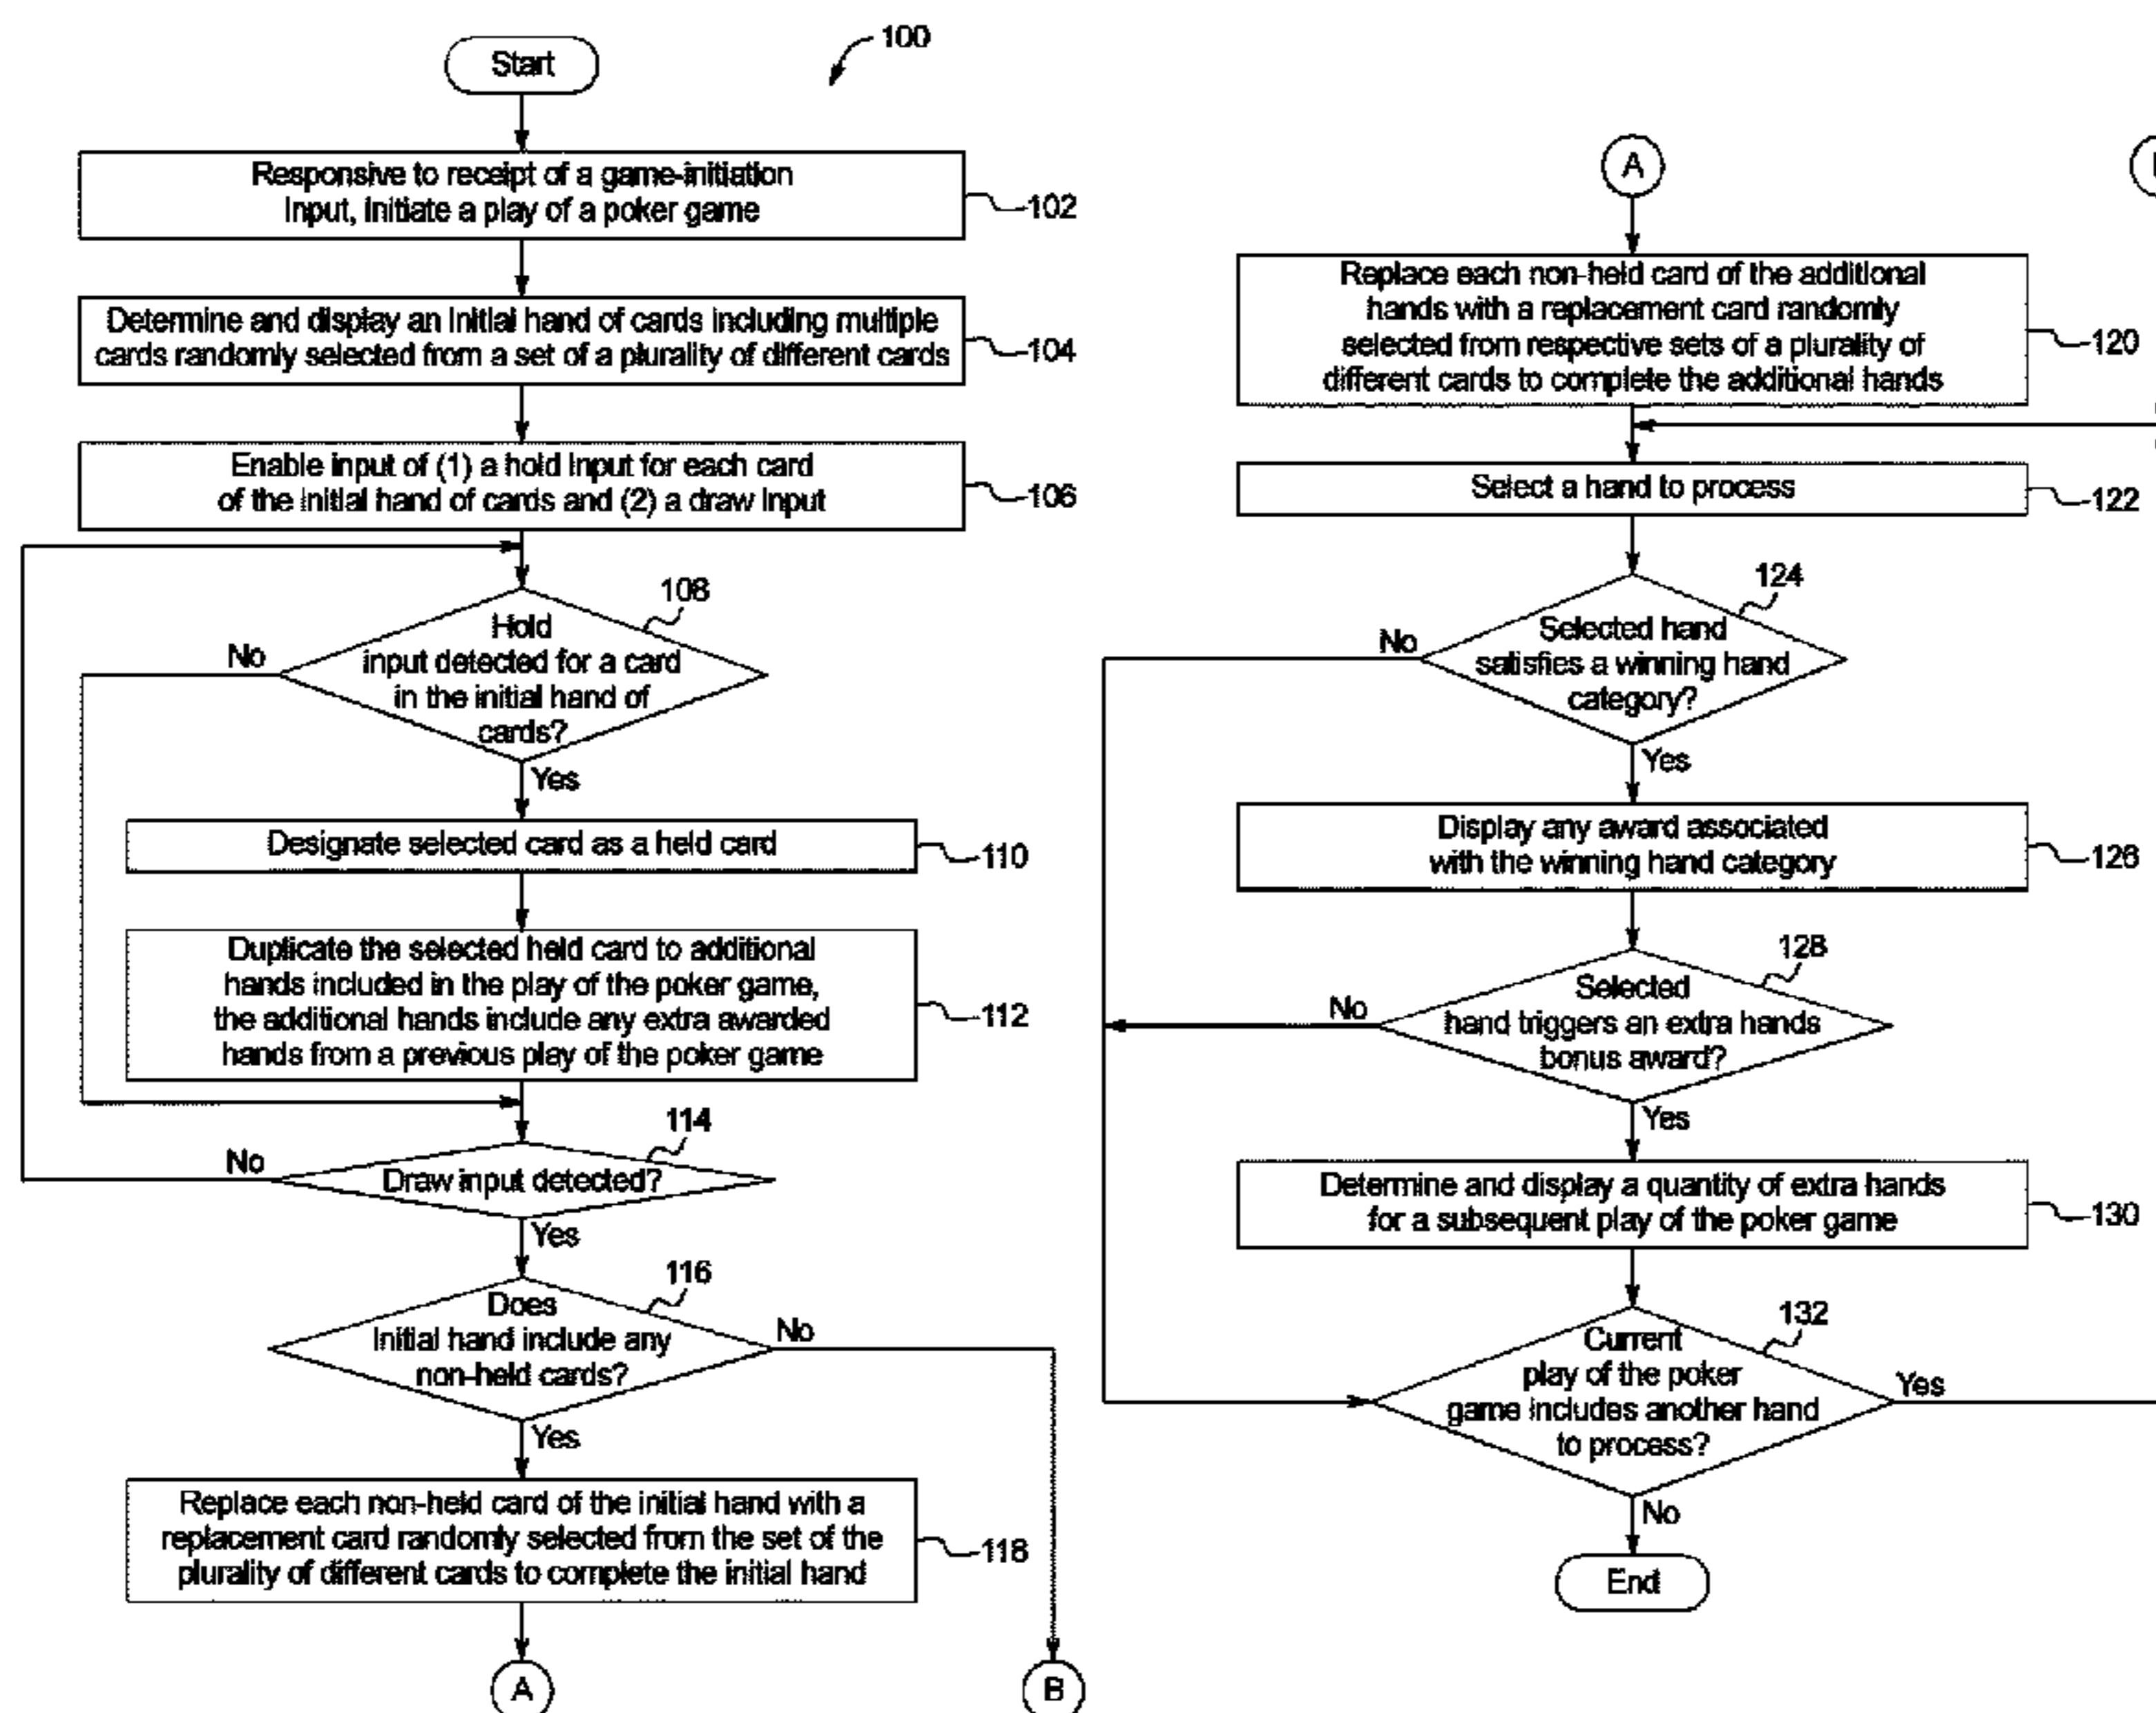 100
Start
Responsive to receipt of a game-initiation
Input, Initiate a play of a poker game
102
Determine and display an initial hand of cards including multiple
cards randomly selected from a set of a plurality of different cards
104
Enable input of (1) a hold input for each card
of the initial hand of cards and (2) a draw input
106
108
Hold
input detected for a card
in the initial hand of
cards?
No
Yes
Designate selected card as a held card
110
Duplicate the selected held card to additional
hands included in the play of the poker game,
the additional hands include any extra awarded
hands from a previous play of the poker game
112
114
Draw input detected?
No
Yes
116
Does
Initial hand include any
non-held cards?
No
Yes
Replace each non-held card of the initial hand with a
replacement card randomly selected from the set of the
plurality of different cards to complete the initial hand
118
A
B
A
Replace each non-held card of the additional
hands with a replacement card randomly
selected from respective sets of a plurality of
different cards to complete the additional hands
120
Select a hand to process
122
124
Selected hand
satisfies a winning hand
category?
No
Yes
Display any award associated
with the winning hand category
126
128
Selected
hand triggers an extra hands
bonus award?
No
Yes
Determine and display a quantity of extra hands
for a subsequent play of the poker game
130
132
Current
play of the poker
game includes another hand
to process?
Yes
No
End